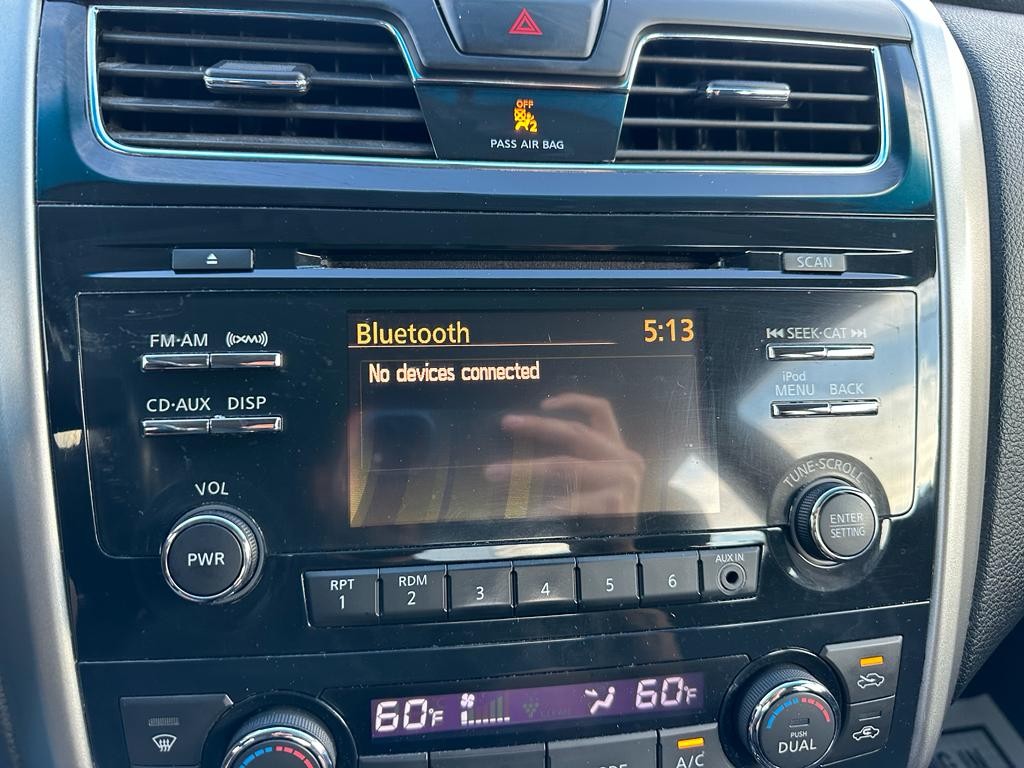 OFF
2
PASS AIR BAG
SCAN
FM·AM ((XM))
CD·AUX DISP
Bluetooth 5:13
No devices connected
SEEK·CAT
iPod
MENU BACK
VOL
PWR
TUNE·SCROLL
ENTER
SETTING
RPT
1
RDM
2
3
4
5
6
AUX IN
60°F
60°F
PUSH
DUAL
A/C